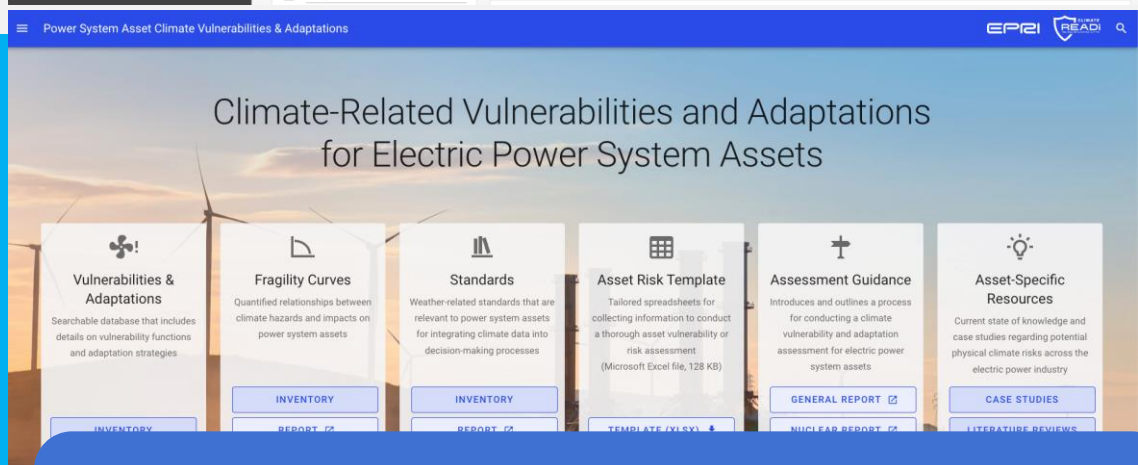 Power System Asset Climate Vulnerabilities & Adaptations
EPRI
CLIMATE
READi
Climate-Related Vulnerabilities and Adaptations
for Electric Power System Assets
Vulnerabilities &
Adaptations
Searchable database that includes
details on vulnerability functions
and adaptation strategies
INVENTORY
Fragility Curves
Quantified relationships between
climate hazards and impacts on
power system assets
INVENTORY
REPORT
Standards
Weather-related standards that are
relevant to power system assets
for integrating climate data into
decision-making processes
INVENTORY
REPORT
Asset Risk Template
Tailored spreadsheets for
collecting information to conduct
a thorough asset vulnerability or
risk assessment
(Microsoft Excel file, 128 KB)
TEMPLATE (XLSX)
Assessment Guidance
Introduces and outlines a process
for conducting a climate
vulnerability and adaptation
assessment for electric power
system assets
GENERAL REPORT
NUCLEAR REPORT
Asset-Specific
Resources
Current state of knowledge and
case studies regarding potential
physical climate risks across the
electric power industry
CASE STUDIES
LITERATURE REVIEWS